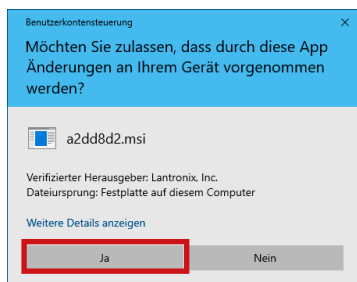 Benutzerkontensteuerung
Möchten Sie zulassen, dass durch diese App
Änderungen an Ihrem Gerät vorgenommen
werden?
a2dd8d2.msi
Verifizierter Herausgeber: Lantronix, Inc.
Dateiursprung: Festplatte auf diesem Computer
Weitere Details anzeigen
Ja
Nein